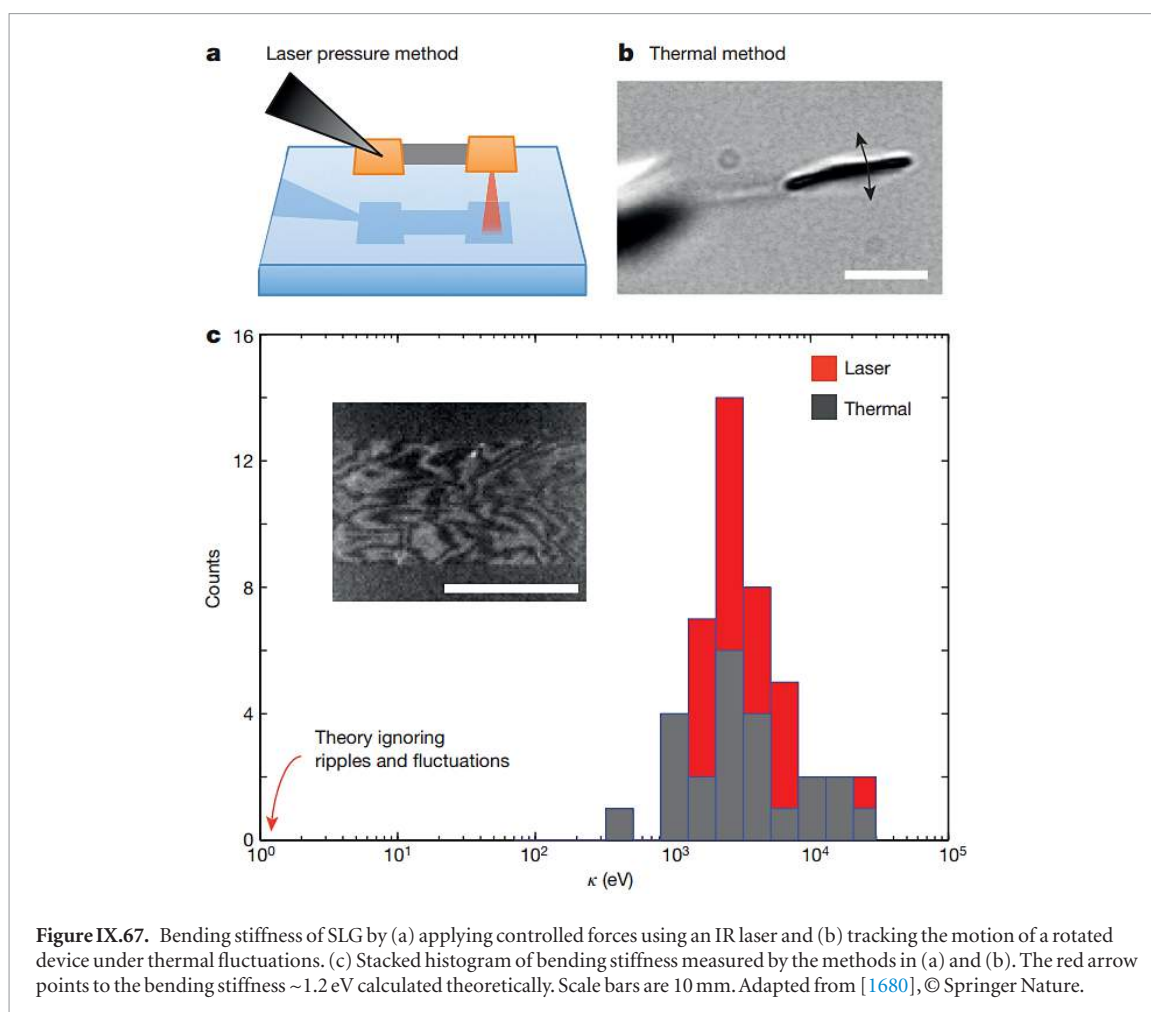 a Laser pressure method
b Thermal method
c
16
12
8
4
0
Counts
Laser
Thermal
Theory ignoring
ripples and fluctuations
10⁰ 10¹ 10² 10³ 10⁴ 10⁵
κ (eV)
Figure IX.67. Bending stiffness of SLG by (a) applying controlled forces using an IR laser and (b) tracking the motion of a rotated
device under thermal fluctuations. (c) Stacked histogram of bending stiffness measured by the methods in (a) and (b). The red arrow
points to the bending stiffness ~1.2 eV calculated theoretically. Scale bars are 10 mm. Adapted from [1680], © Springer Nature.